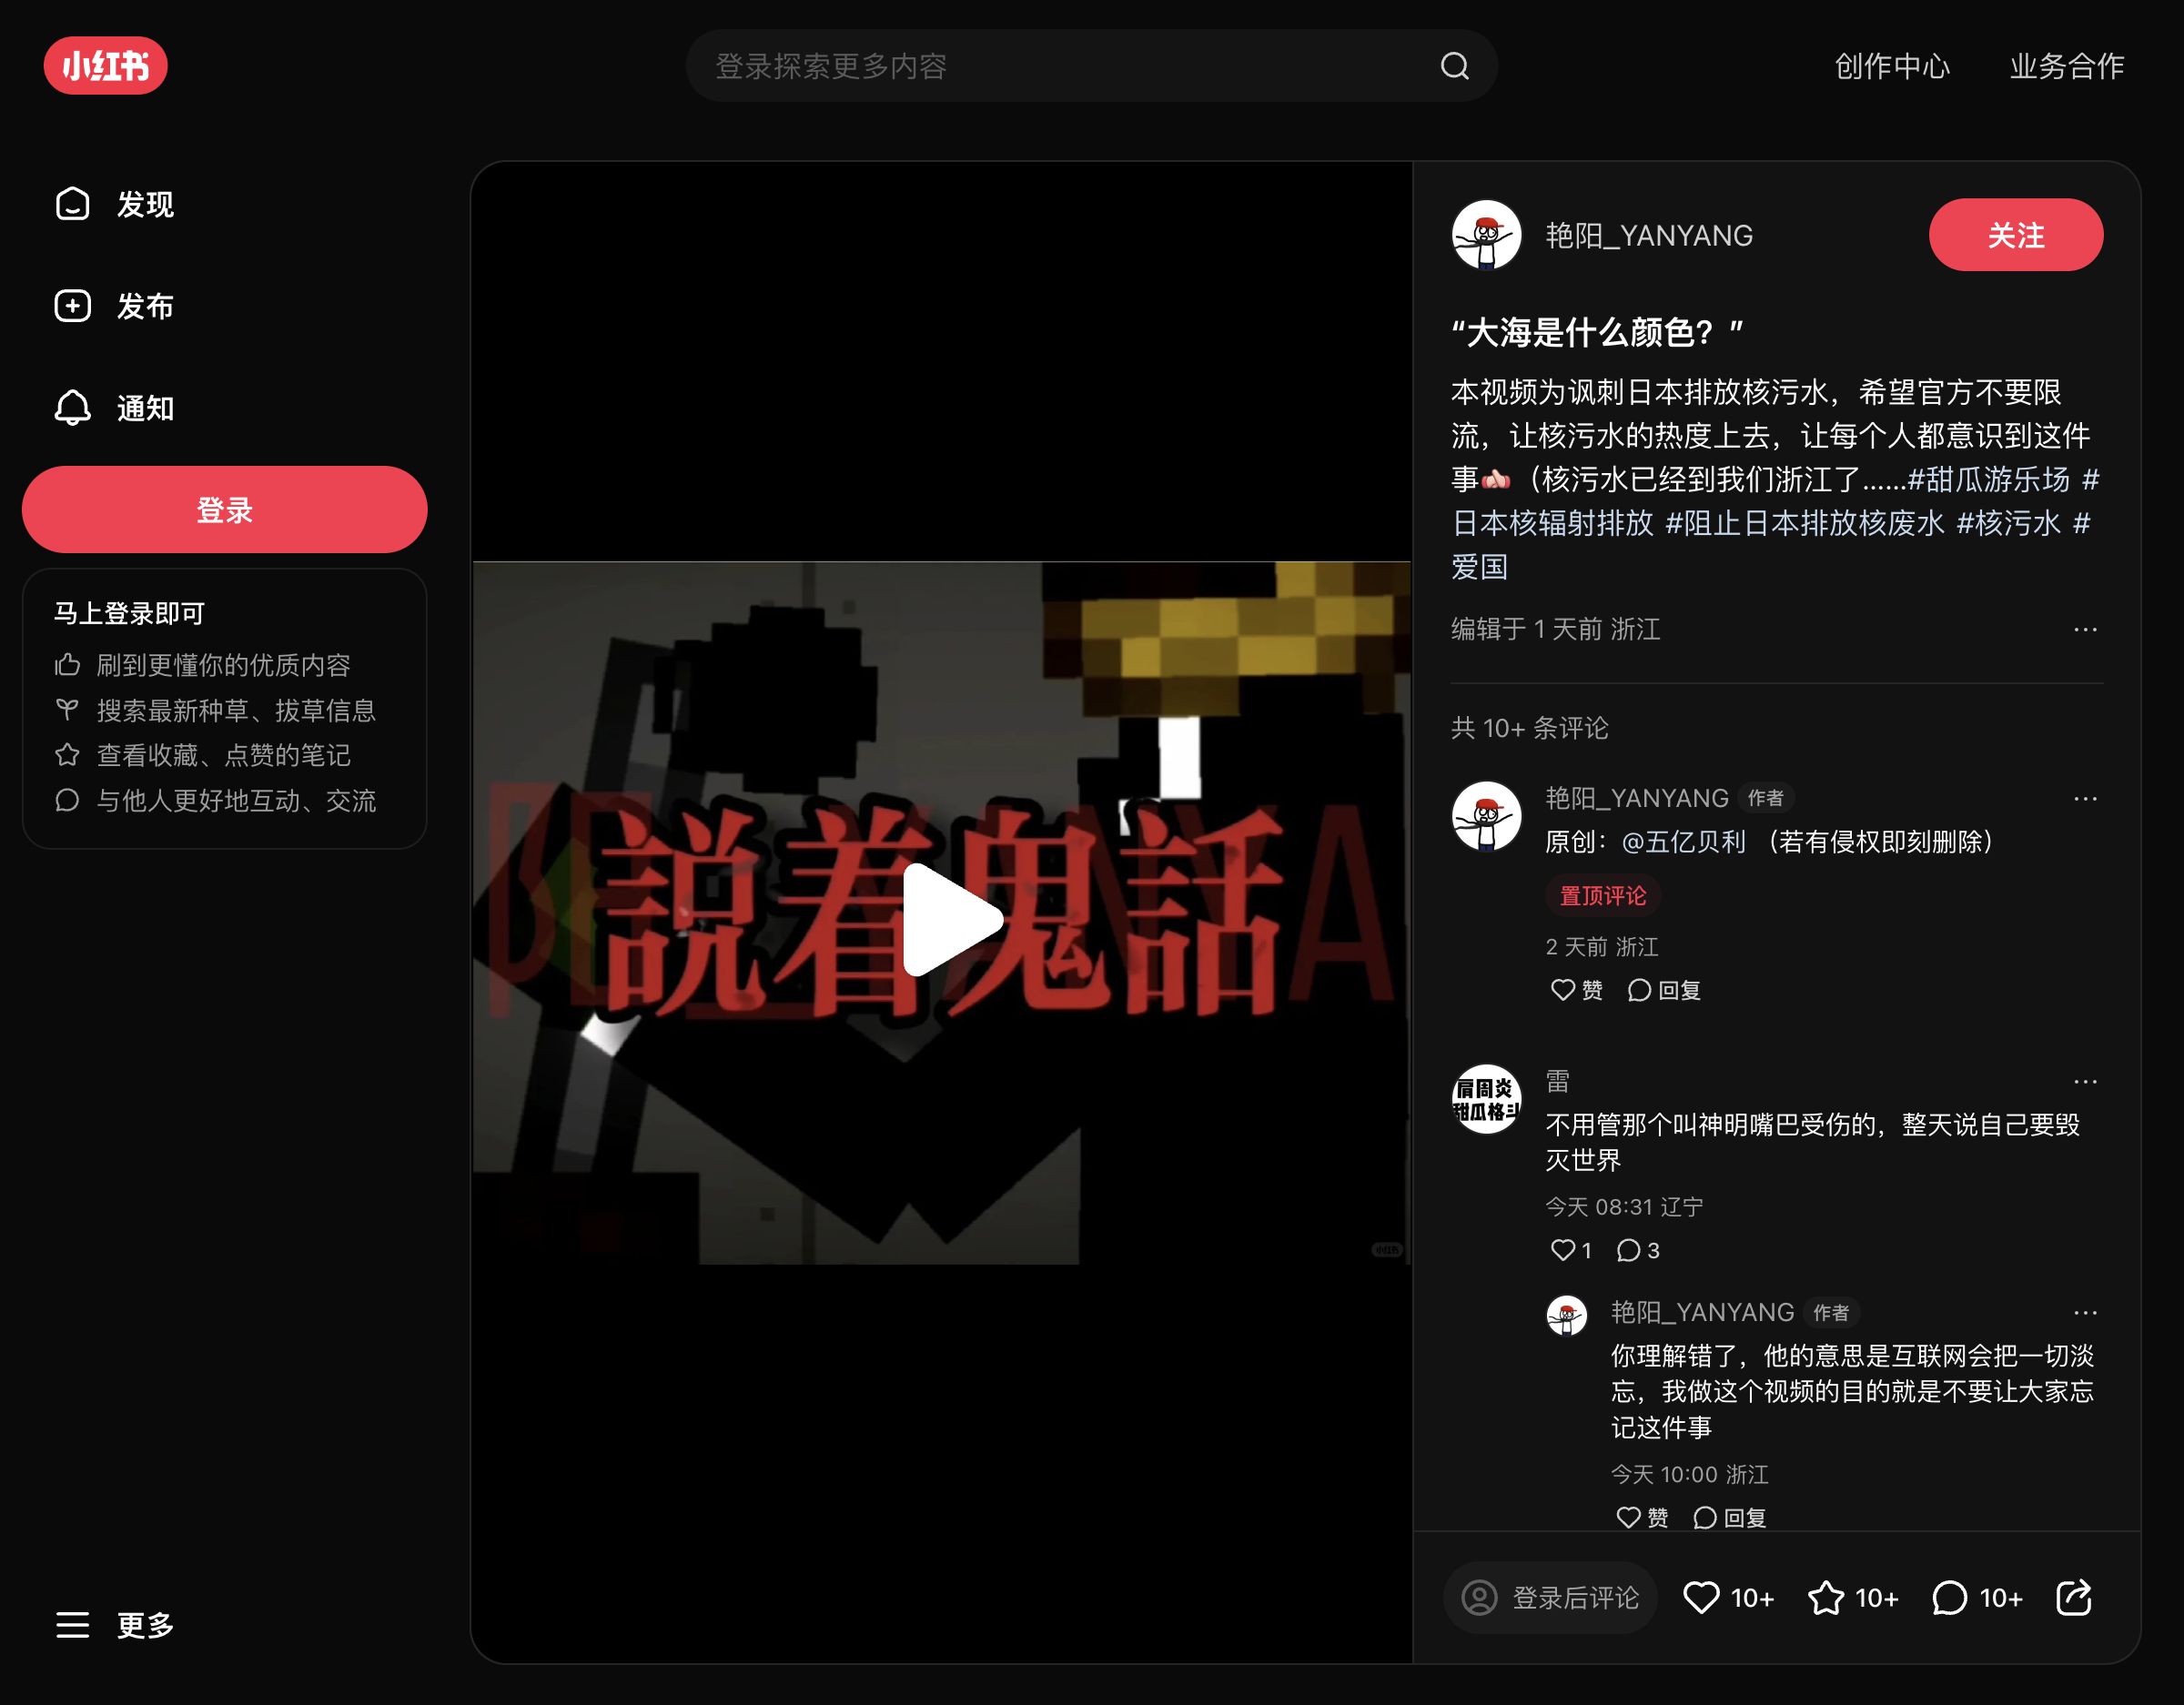 小红书
登录探索更多内容
创作中心
业务合作
发现
发布
通知
登录
马上登录即可
刷到更懂你的优质内容
搜索最新种草、拔草信息
查看收藏、点赞的笔记
与他人更好地互动、交流
更多
説着鬼話
小红书
艳阳_YANYANG
关注
“大海是什么颜色？”
本视频为讽刺日本排放核污水，希望官方不要限
流，让核污水的热度上去，让每个人都意识到这件
事👍（核污水已经到我们浙江了……#甜瓜游乐场 #
日本核辐射排放 #阻止日本排放核废水 #核污水 #
爱国
编辑于 1 天前 浙江
共 10+ 条评论
艳阳_YANYANG 作者
原创：@五亿贝利 （若有侵权即刻删除）
置顶评论
2 天前 浙江
赞 回复
肩周炎
甜瓜格斗
雷
不用管那个叫神明嘴巴受伤的，整天说自己要毁
灭世界
今天 08:31 辽宁
1 3
艳阳_YANYANG 作者
你理解错了，他的意思是互联网会把一切淡
忘，我做这个视频的目的就是不要让大家忘
记这件事
今天 10:00 浙江
赞 回复
登录后评论
10+ 10+ 10+